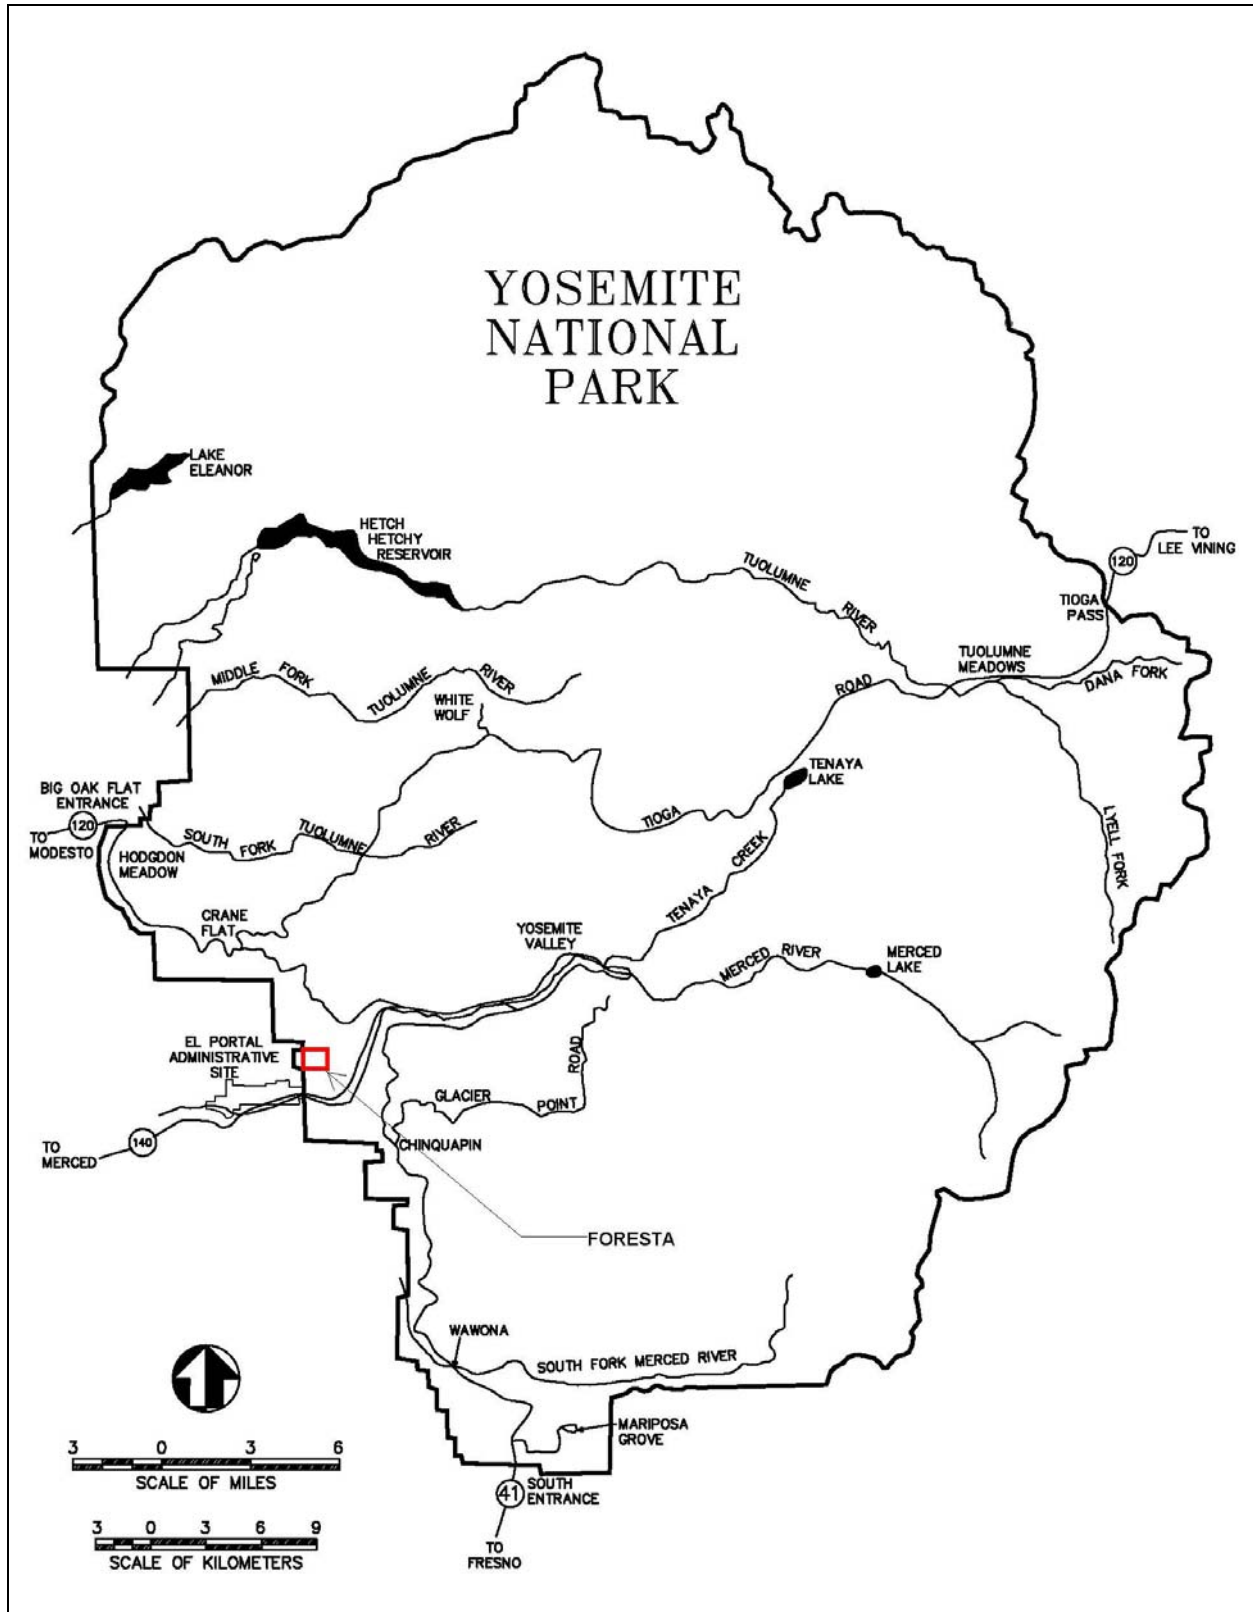 YOSEMITE
NATIONAL
PARK
LAKE
ELEANOR
HETCH
HETCHY
RESERVOIR
TUOLUMNE
RIVER
TO
LEE VINING
120
TIOGA
PASS
TUOLUMNE
MEADOWS
DANA FORK
MIDDLE FORK
TUOLUMNE RIVER
WHITE
WOLF
ROAD
TENAYA
LAKE
BIG OAK FLAT
ENTRANCE
120
TO
MODESTO
HODGDON
MEADOW
SOUTH FORK TUOLUMNE RIVER
TIOGA
LYELL FORK
TENAYA CREEK
CRANE
FLAT
YOSEMITE
VALLEY
MERCED RIVER
MERCED
LAKE
EL PORTAL
ADMINISTRATIVE
SITE
GLACIER POINT ROAD
TO
MERCED
140
CHINQUAPIN
FORESTA
WAWONA
SOUTH FORK MERCED RIVER
MARIPOSA
GROVE
3 0 3 6
SCALE OF MILES
41
SOUTH
ENTRANCE
3 0 3 6 9
SCALE OF KILOMETERS
TO
FRESNO